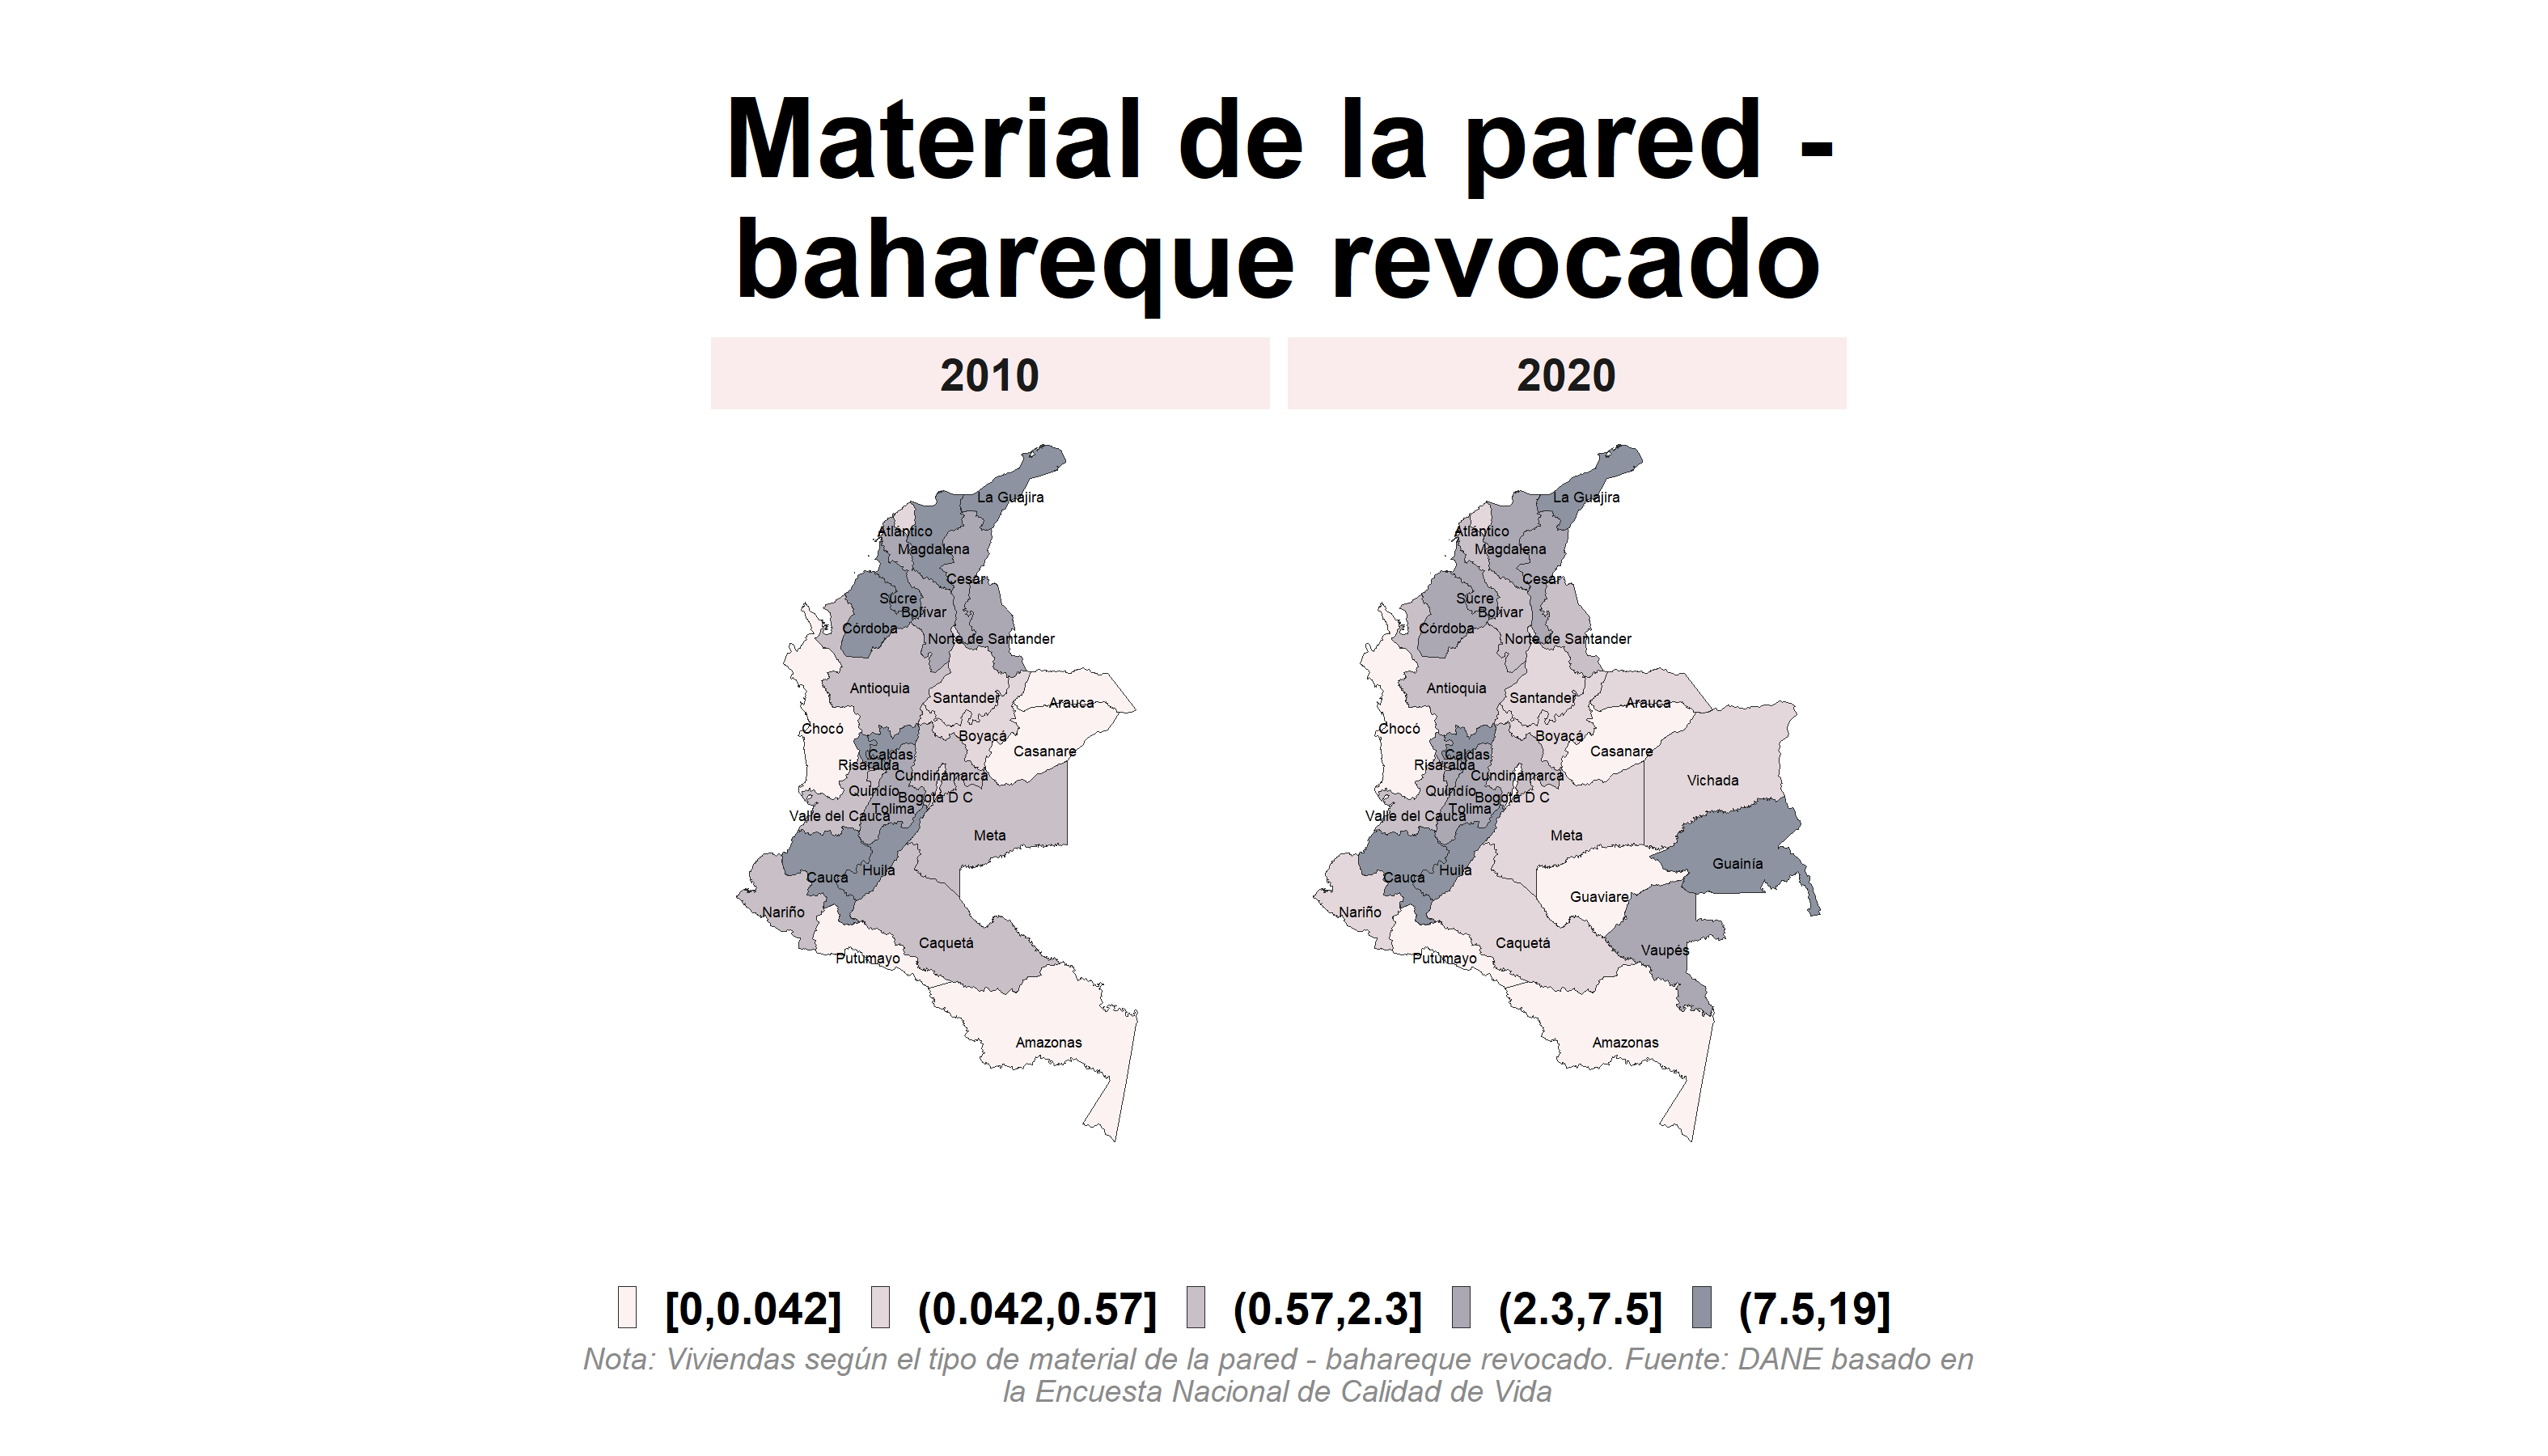 Material de la pared -
bahareque revocado
2010
2020
La Guajira
Atlántico
Magdalena
Cesar
Sucre
Bolívar
Córdoba
Norte de Santander
Antioquia
Santander
Arauca
Chocó
Boyacá
Casanare
Caldas
Risaralda
Cundinamarca
Quindío
Bogotá D C
Tolima
Valle del Cauca
Meta
Huila
Cauca
Nariño
Caquetá
Putumayo
Amazonas
La Guajira
Atlántico
Magdalena
Cesar
Sucre
Bolívar
Córdoba
Norte de Santander
Antioquia
Santander
Arauca
Chocó
Boyacá
Casanare
Caldas
Risaralda
Cundinamarca
Vichada
Quindío
Bogotá D C
Tolima
Valle del Cauca
Meta
Guainía
Huila
Cauca
Guaviare
Nariño
Caquetá
Vaupés
Putumayo
Amazonas
[0,0.042] (0.042,0.57] (0.57,2.3] (2.3,7.5] (7.5,19]
Nota: Viviendas según el tipo de material de la pared - bahareque revocado. Fuente: DANE basado en
la Encuesta Nacional de Calidad de Vida